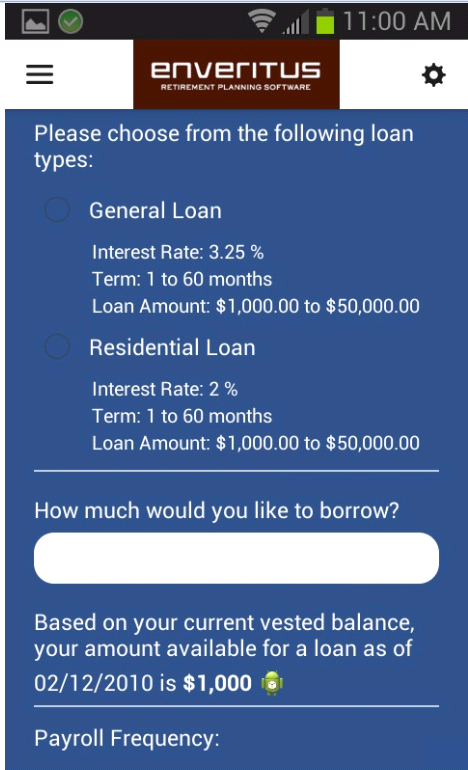 11:00 AM
enveritus
RETIREMENT PLANNING SOFTWARE
Please choose from the following loan
types:
General Loan
Interest Rate: 3.25 %
Term: 1 to 60 months
Loan Amount: $1,000.00 to $50,000.00
Residential Loan
Interest Rate: 2 %
Term: 1 to 60 months
Loan Amount: $1,000.00 to $50,000.00
How much would you like to borrow?
Based on your current vested balance,
your amount available for a loan as of
02/12/2010 is $1,000
Payroll Frequency: